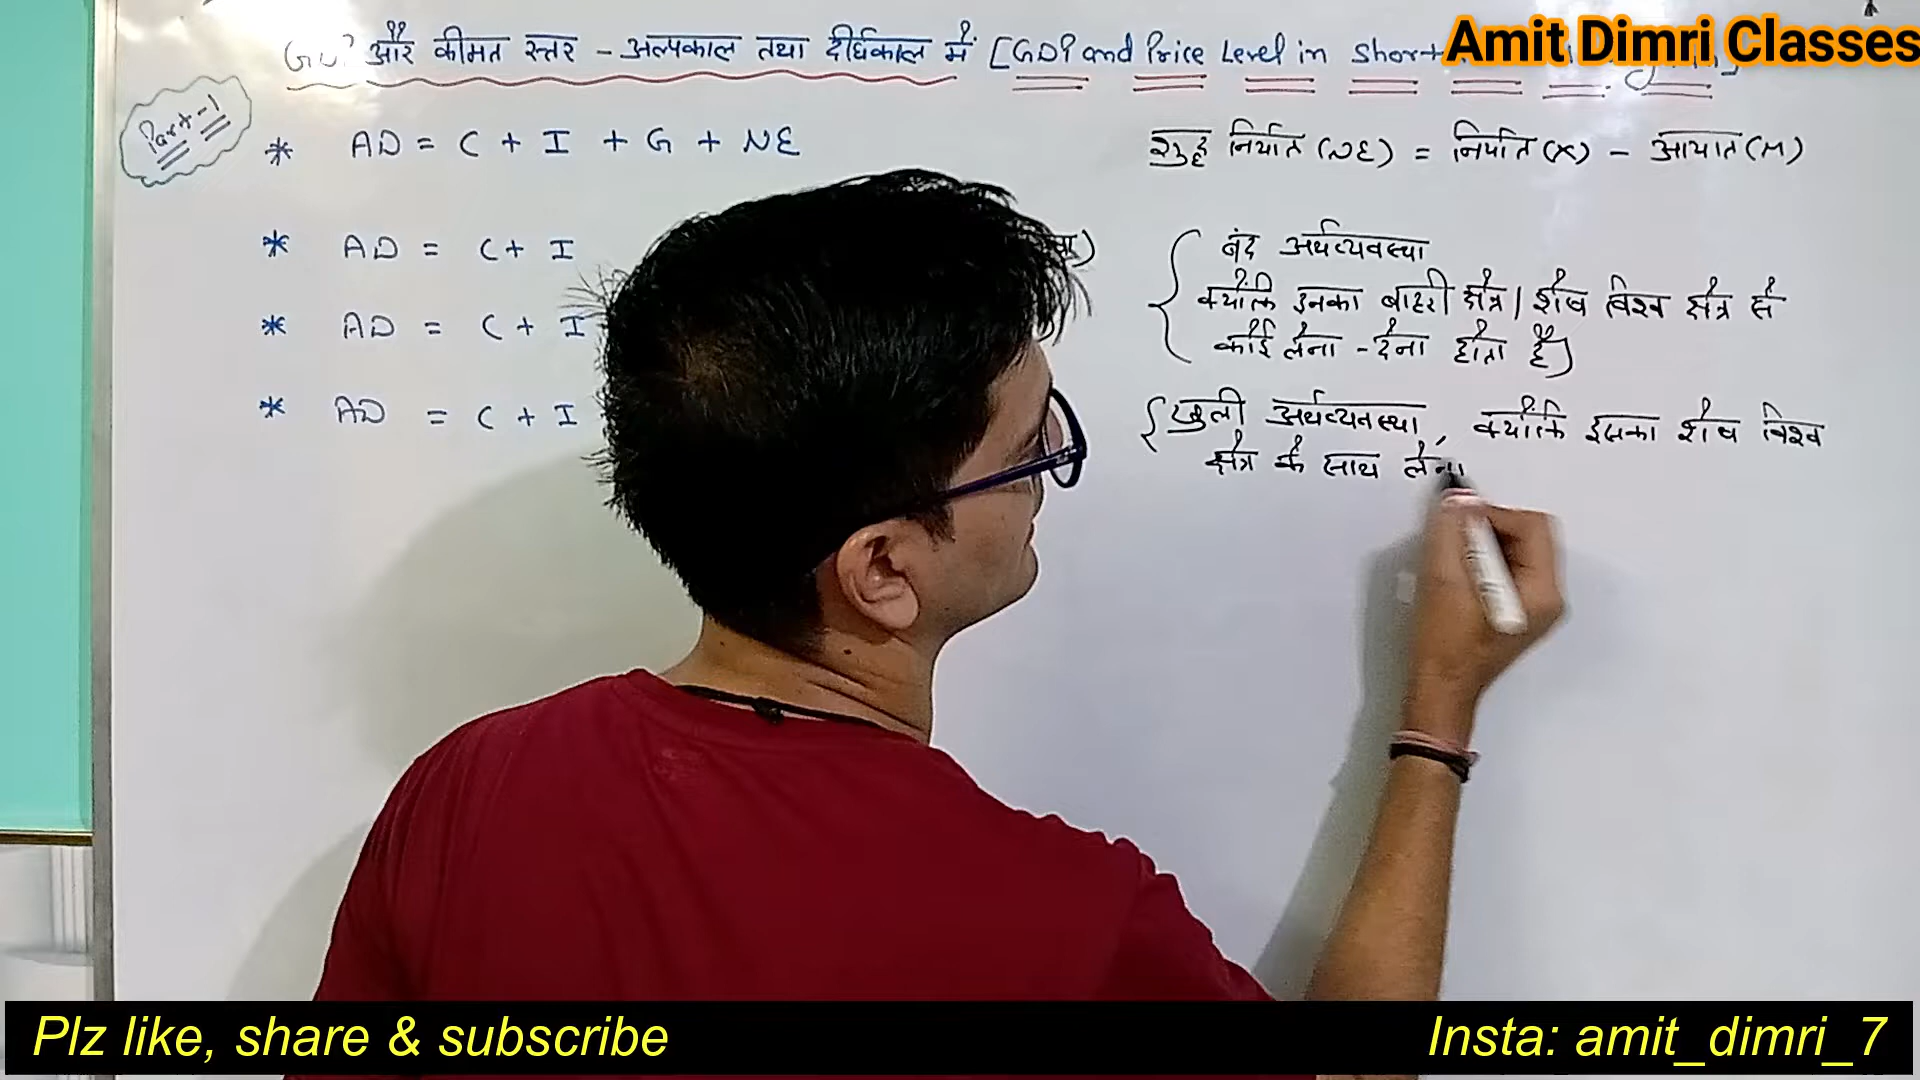 और कीमत स्तर - अल्पकाल तथा दीर्घकाल में [GDP and Price Level in Short
Amit Dimri Classes
Part-1
* AD = C + I + G + NE
शुद्ध निर्यात (NE) = निर्यात (X) - आयात (M)
* AD = C + I
{ बंद अर्थव्यवस्था
* AD = C + I
क्योंकि इनका बाहरी क्षेत्र / शेष विश्व क्षेत्र से
कोई लेना - देना होता है)
* AD = C + I
{ खुली अर्थव्यवस्था, क्योंकि इसका शेष विश्व
क्षेत्र के साथ लेना
Plz like, share & subscribe
Insta: amit_dimri_7